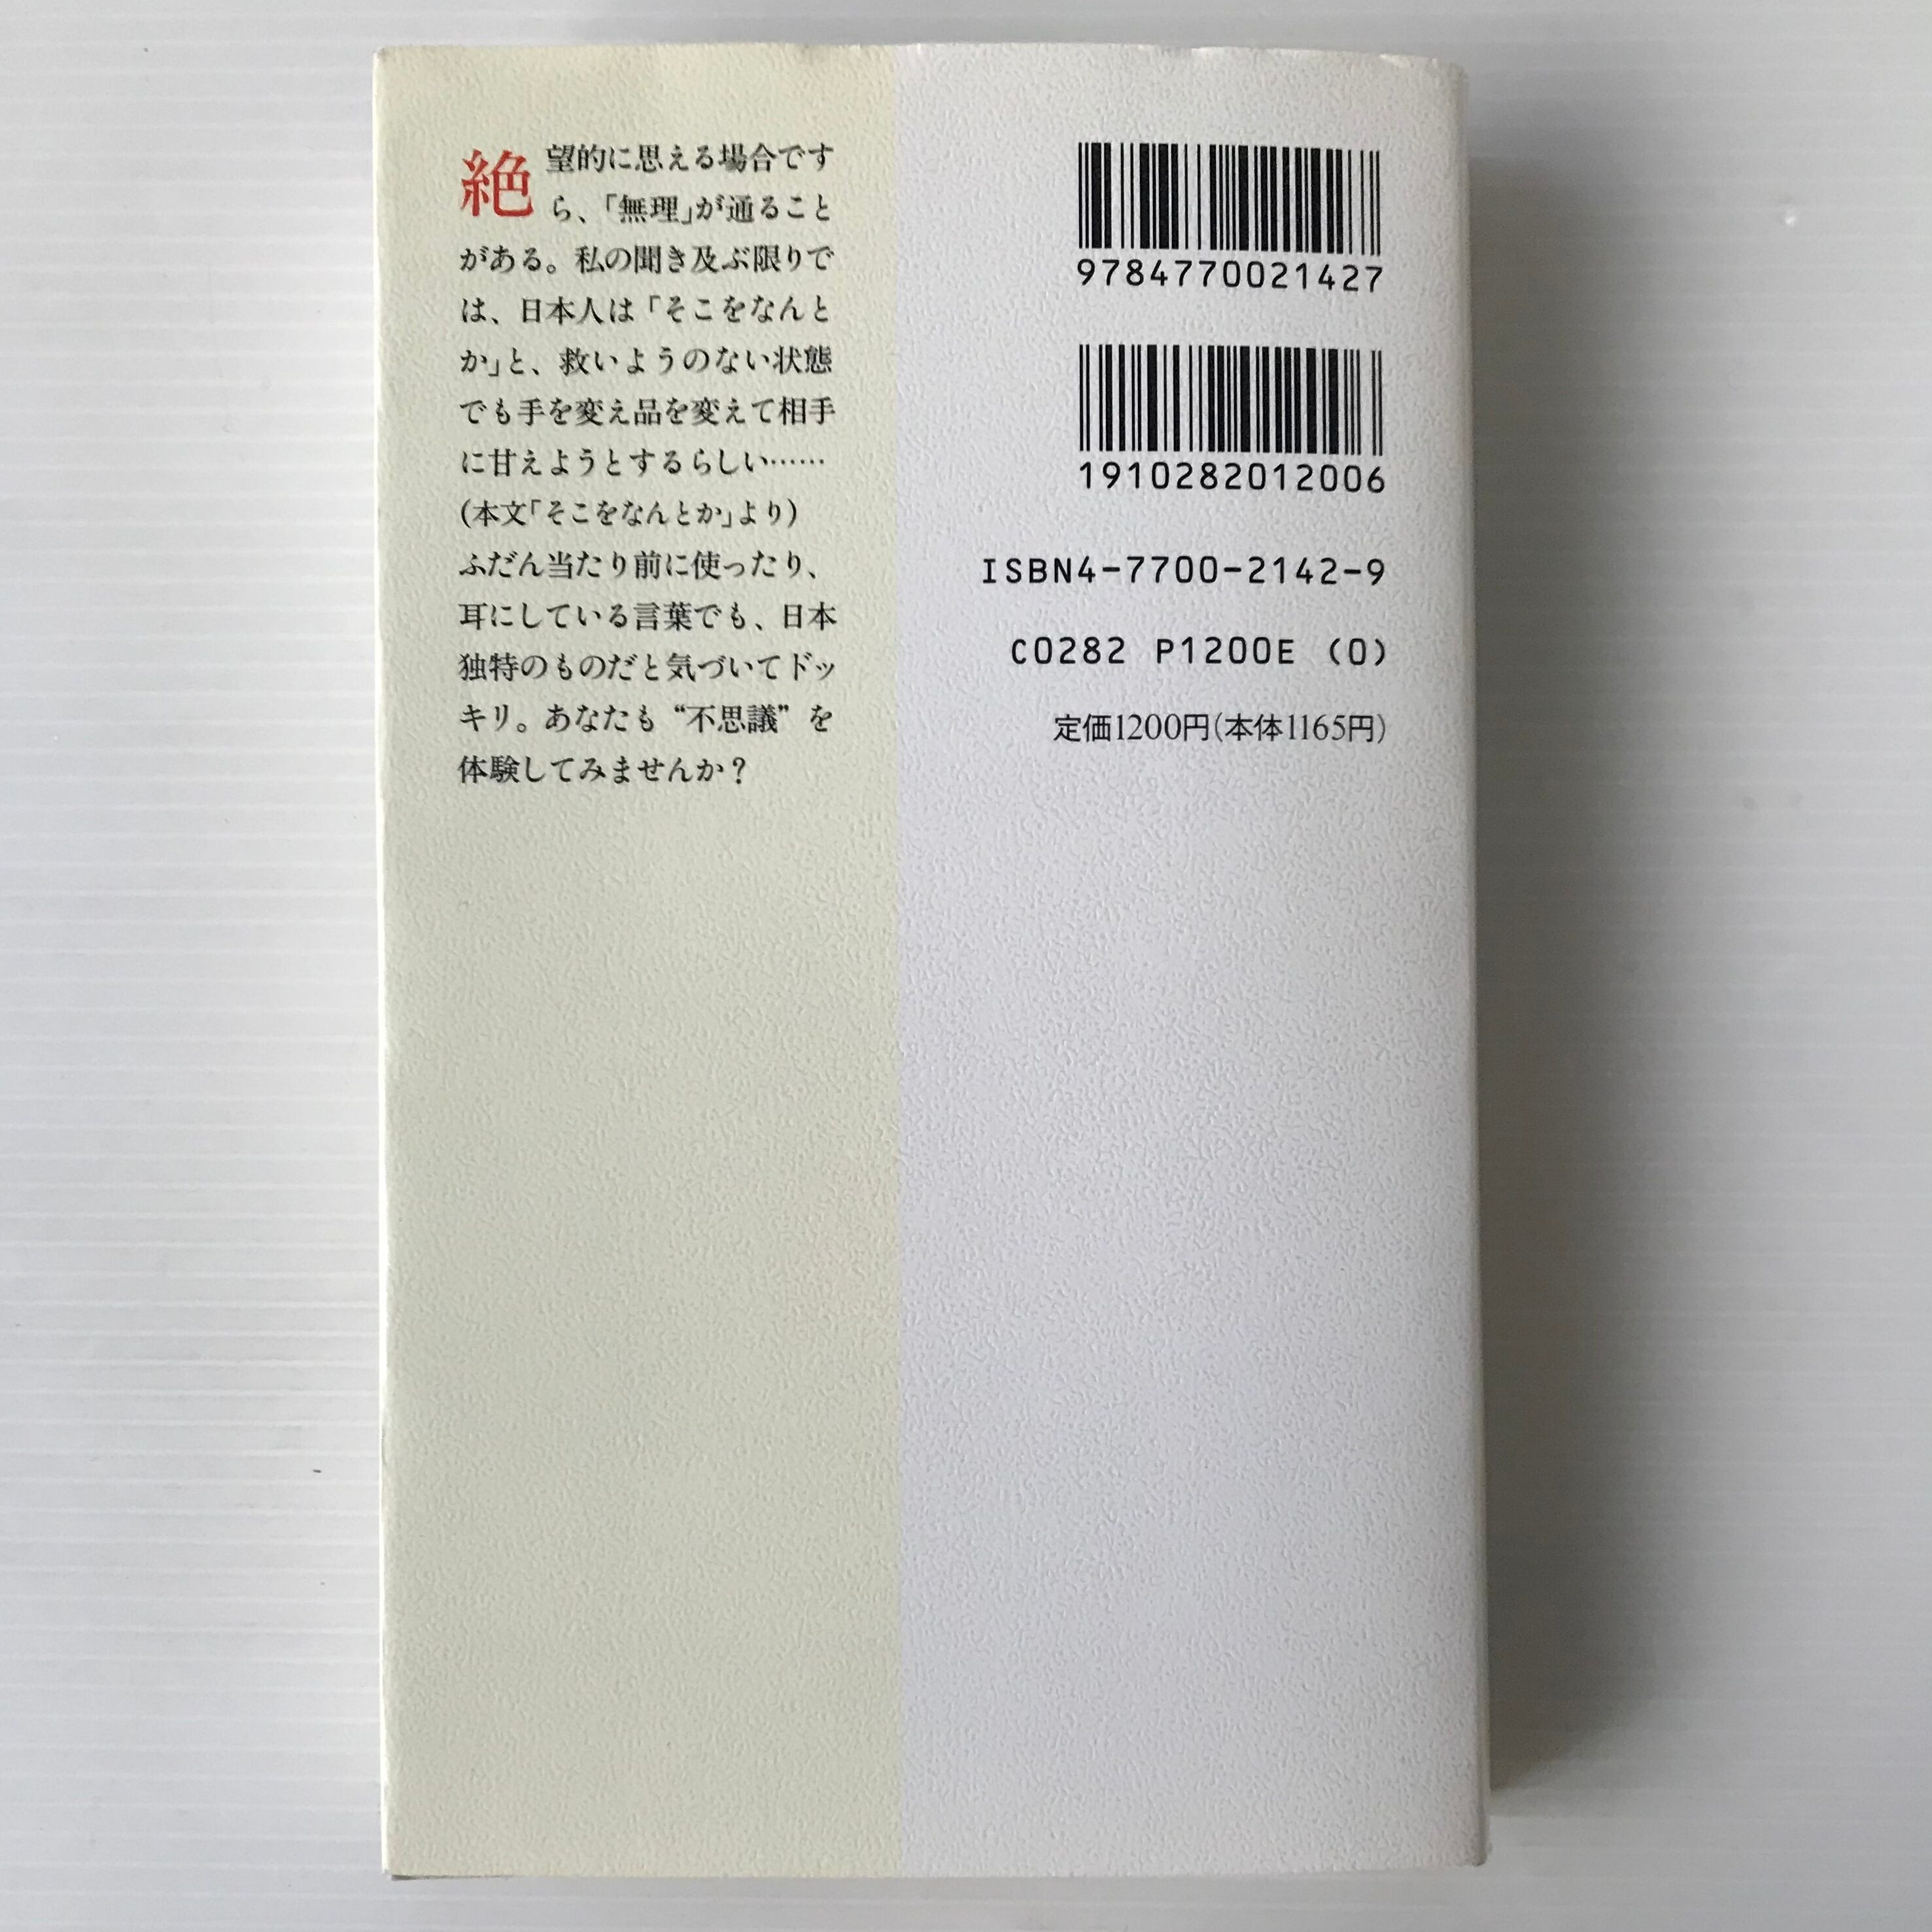 絶望的に思える場合です
ら、「無理」が通ること
がある。私の聞き及ぶ限りで
は、日本人は「そこをなんと
か」と、救いようのない状態
でも手を変え品を変えて相手
に甘えようとするらしい……
(本文「そこをなんとか」より)
ふだん当たり前に使ったり、
耳にしている言葉でも、日本
独特のものだと気づいてドッ
キリ。あなたも“不思議”を
体験してみませんか?
9784770021427
1910282012006
ISBN4-7700-2142-9
C0282 P1200E (0)
定価1200円(本体1165円)